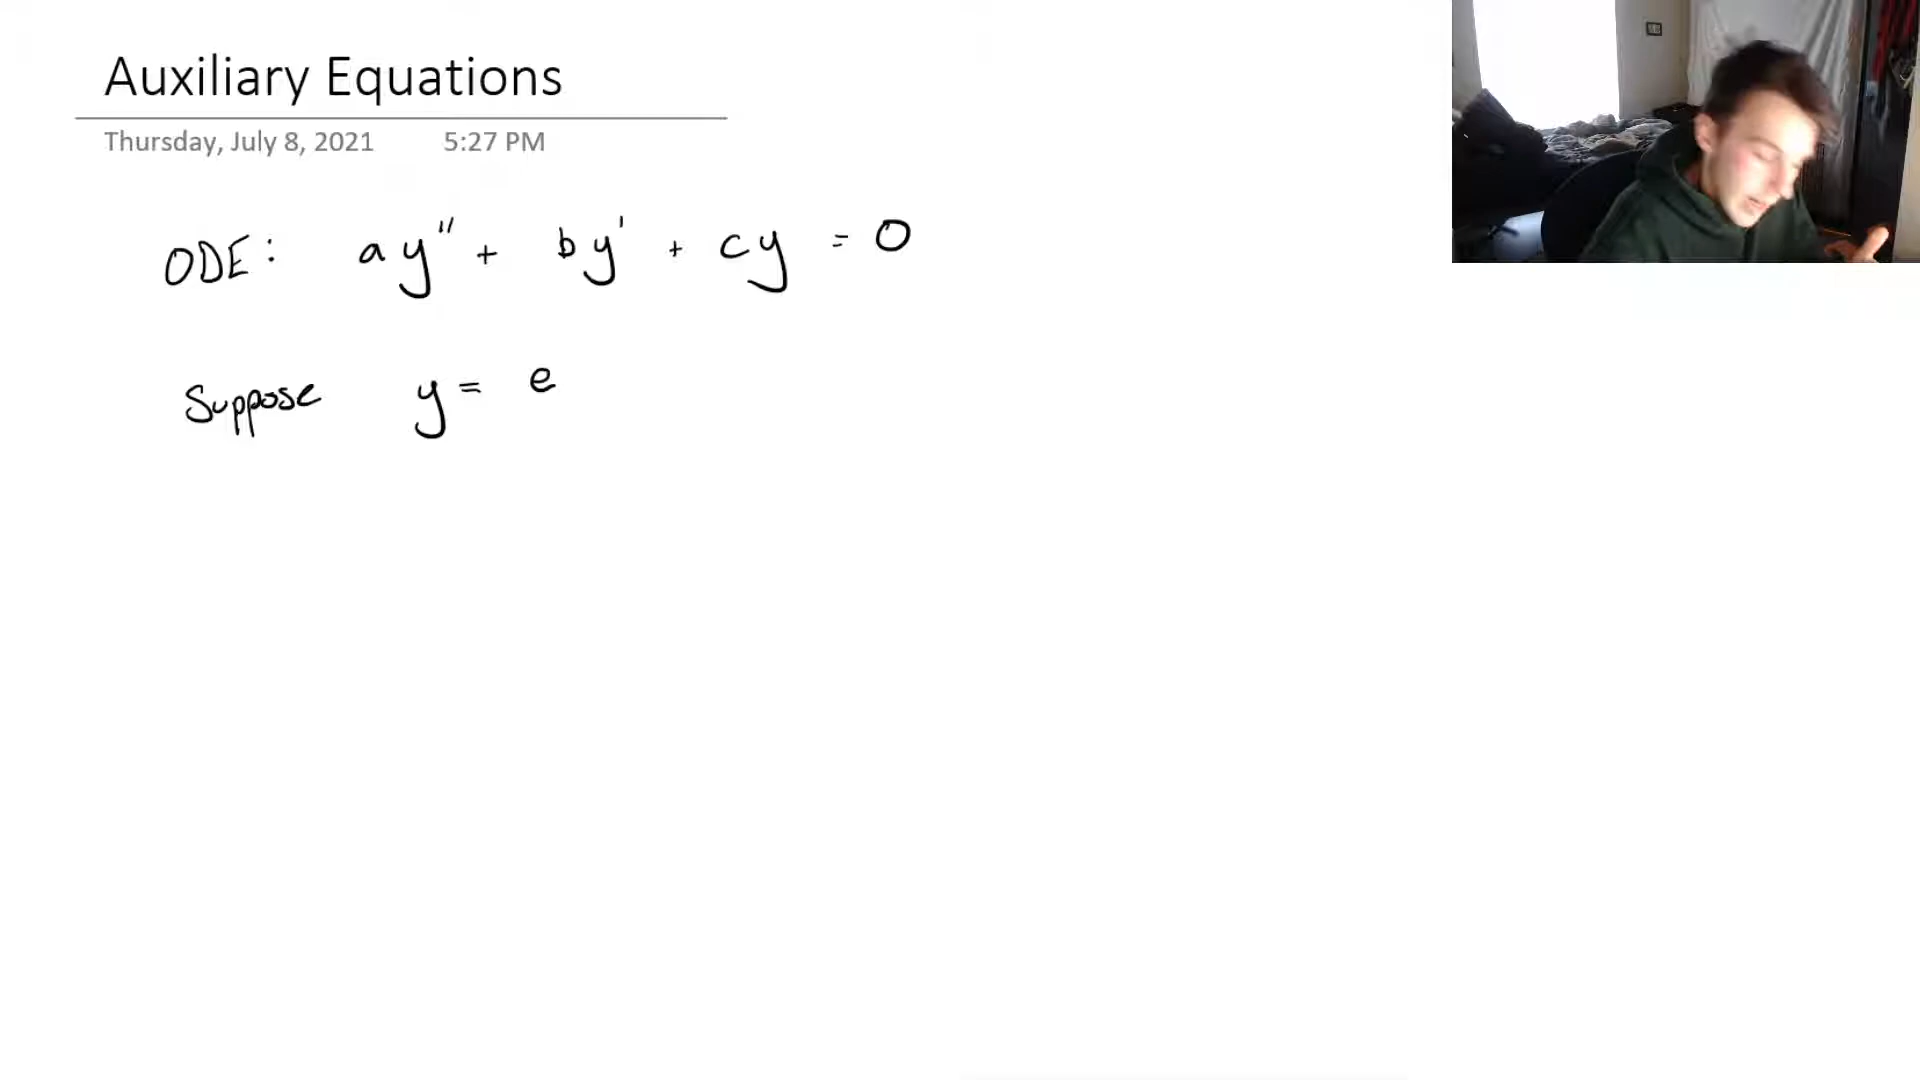 Auxiliary Equations
Thursday, July 8, 2021 5:27 PM
ODE: ay" + by' + cy = 0
Suppose y = e